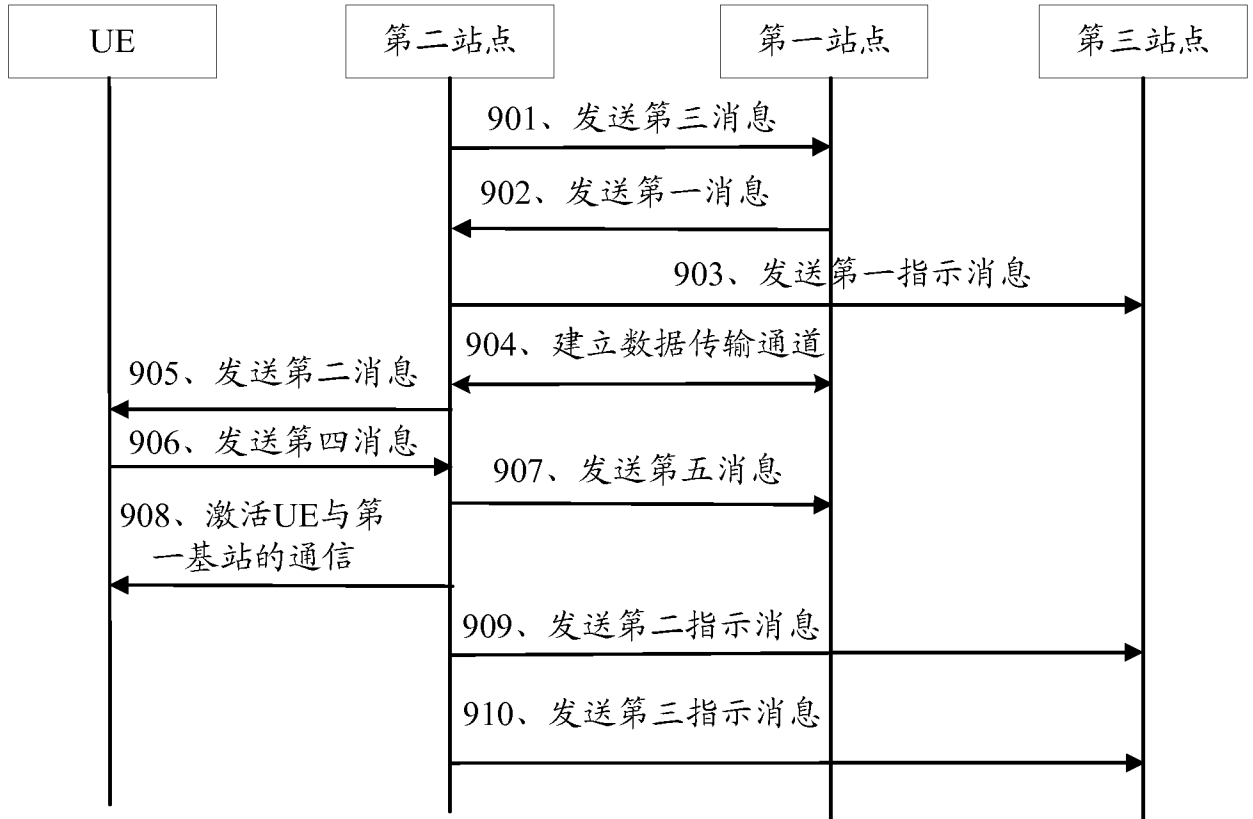 UE
第二站点
第一站点
第三站点
901、发送第三消息
902、发送第一消息
903、发送第一指示消息
904、建立数据传输通道
905、发送第二消息
906、发送第四消息
907、发送第五消息
908、激活UE与第
一基站的通信
909、发送第二指示消息
910、发送第三指示消息